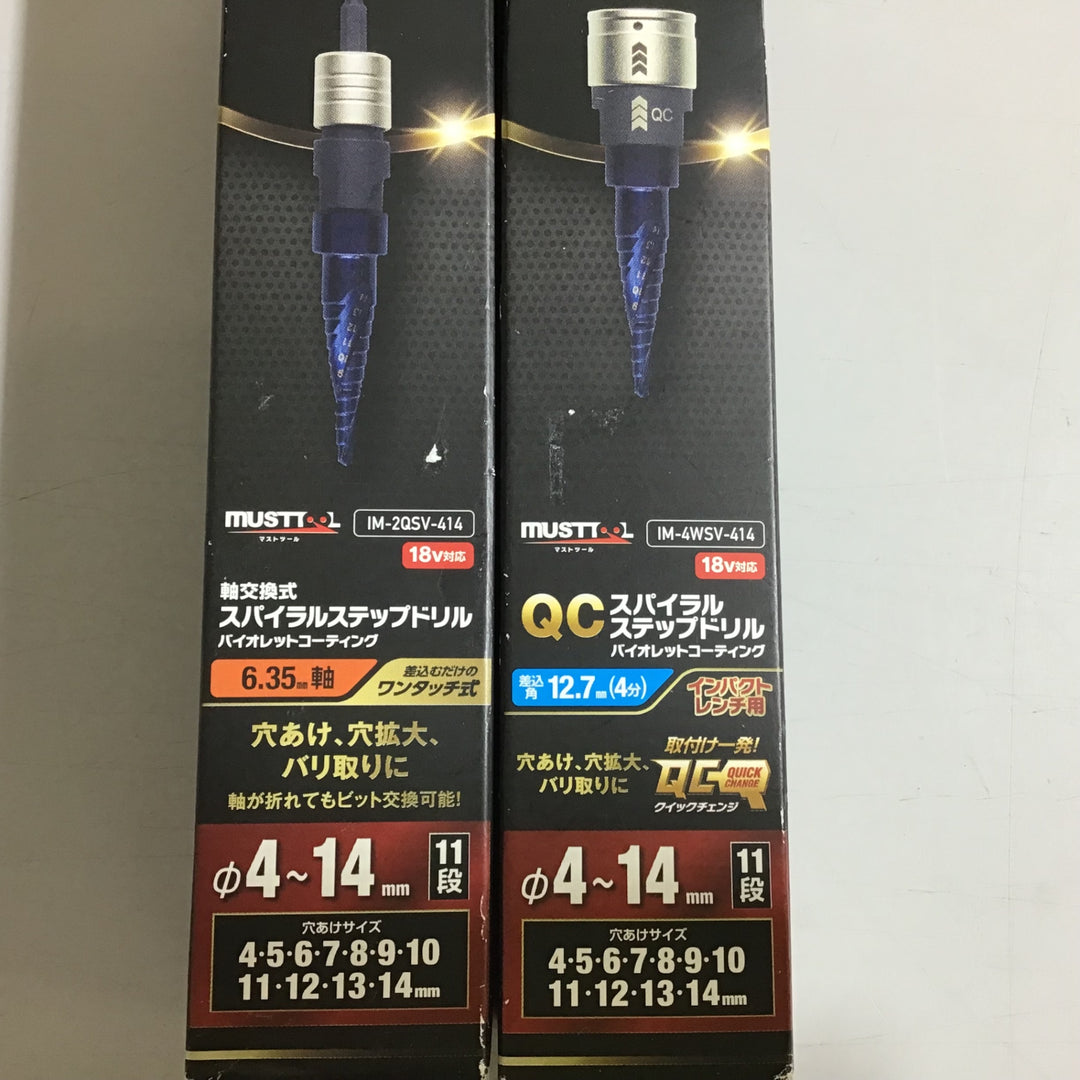 MUSTTOOL
マストツール
IM-2QSV-414
18V対応
軸交換式
スパイラルステップドリル
バイオレットコーティング
6.35mm軸
差込むだけの
ワンタッチ式
穴あけ、穴拡大、
バリ取りに
軸が折れてもビット交換可能!
φ4~14mm
11段
穴あけサイズ
4・5・6・7・8・9・10
11・12・13・14mm
QC
MUSTTOOL
マストツール
IM-4WSV-414
18V対応
QCスパイラル
ステップドリル
バイオレットコーティング
差込角 12.7mm(4分)
インパクト
レンチ用
穴あけ、穴拡大、
バリ取りに
取付け一発!
QC QUICK CHANGE
クイックチェンジ
φ4~14mm
11段
穴あけサイズ
4・5・6・7・8・9・10
11・12・13・14mm